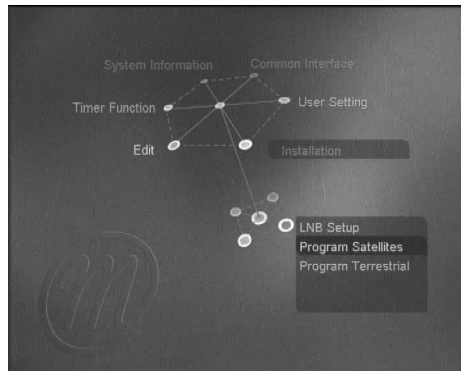 System Information
Common Interface
Timer Function
User Setting
Edit
Installation
LNB Setup
Program Satellites
Program Terrestrial